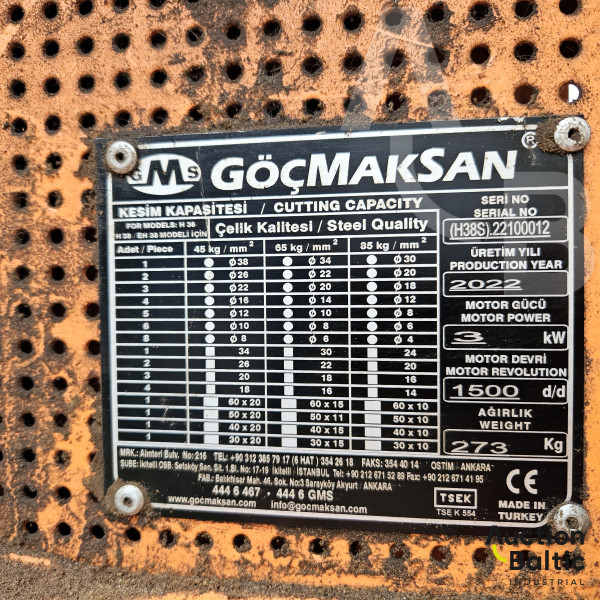 GMS GÖÇMAKSAN ®
KESİM KAPASİTESİ / CUTTING CAPACITY
FOR MODELS: H 38
H 38 / EH 38 MODELİ İÇİN
Çelik Kalitesi / Steel Quality
Adet / Piece 45 kg / mm² 65 kg / mm² 85 kg / mm²
1 ø 38 ø 34 ø 30
2 ø 26 ø 22 ø 20
3 ø 22 ø 20 ø 18
4 ø 16 ø 14 ø 12
5 ø 12 ø 10 ø 8
6 ø 10 ø 8 ø 6
8 ø 8 ø 6 ø 4
1 34 30 24
2 26 22 20
3 20 18 16
4 18 16 14
1 60 x 20 60 x 15 60 x 10
1 50 x 20 50 x 11 50 x 10
1 40 x 20 40 x 15 40 x 10
1 30 x 20 30 x 15 30 x 10
SERI NO
SERIAL NO
(H38S).22100012
ÜRETİM YILI
PRODUCTION YEAR
2022
MOTOR GÜCÜ
MOTOR POWER
3 kW
MOTOR DEVRİ
MOTOR REVOLUTION
1500 d/d
AĞIRLIK
WEIGHT
273 Kg
MRK.: Alınteri Bulv. No: 216 TEL: +90 312 385 79 17 (6 HAT) 354 26 18 FAKS: 354 40 14 OSTİM - ANKARA
ŞUBE: İkitelli OSB. Sefaköy San. Sit. 1.Bl. No: 17-19 İkitelli - İSTANBUL Tel: +90 212 671 52 89 Fax: +90 212 671 41 95
FAB.: Balıkhisar Mah. 46. Sok. No:3 Saraykoy Akyurt / ANKARA
444 6 467 • 444 6 GMS
www.gocmaksan.com info@gocmaksan.com
TSEK
TSE K 554
CE
MADE IN
TURKEY
Auction
Baltic
INDUSTRIAL